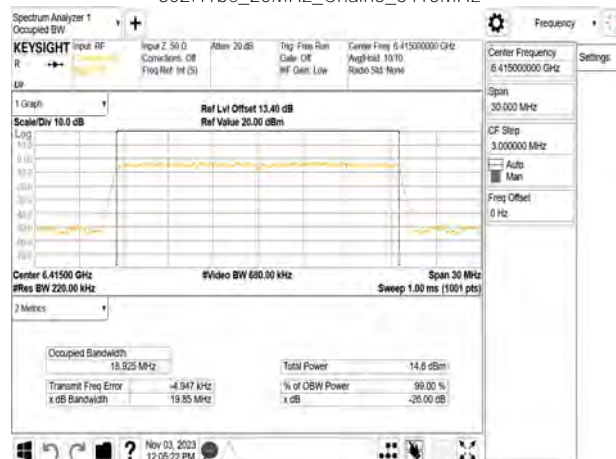 Spectrum Analyzer 1
Occupied BW
+
Frequency
KEYSIGHT Input: RF
R
Input Z: 50 Ω
Corrections: Off
Freq Ref: Int (S)
Atten: 20 dB
Trig: Free Run
Gate: Off
#IF Gain: Low
Center Freq: 6.415000000 GHz
Avg|Hold: 10/10
Radio Std: None
Center Frequency
6.415000000 GHz
Settings
Span
30.000 MHz
CF Step
3.000000 MHz
Auto
Man
Freq Offset
0 Hz
1 Graph
Scale/Div 10.0 dB
Ref Lvl Offset 13.40 dB
Ref Value 20.00 dBm
Log
Center 6.41500 GHz
#Res BW 220.00 kHz
#Video BW 680.00 kHz
Span 30 MHz
Sweep 1.00 ms (1001 pts)
2 Metrics
Occupied Bandwidth
18.925 MHz
Total Power 14.6 dBm
Transmit Freq Error -4.947 kHz
% of OBW Power 99.00 %
x dB Bandwidth 19.85 MHz
x dB -26.00 dB
?
Nov 03, 2023